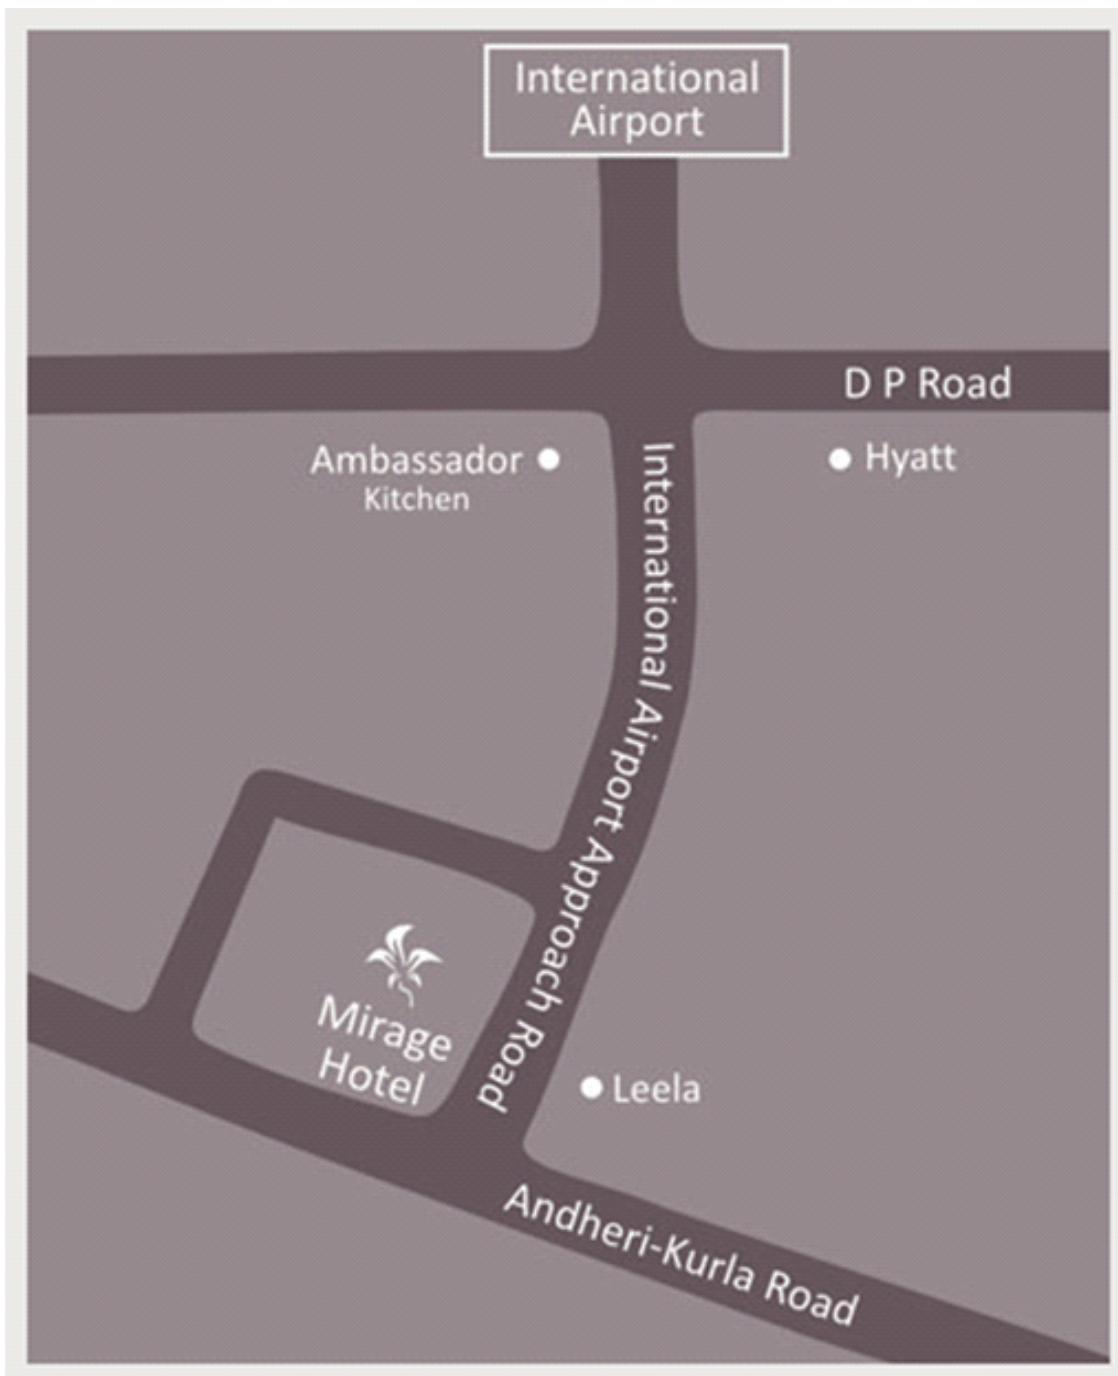 International
Airport
D P Road
Ambassador
Kitchen
Hyatt
International Airport Approach Road
Mirage
Hotel
Leela
Andheri-Kurla Road